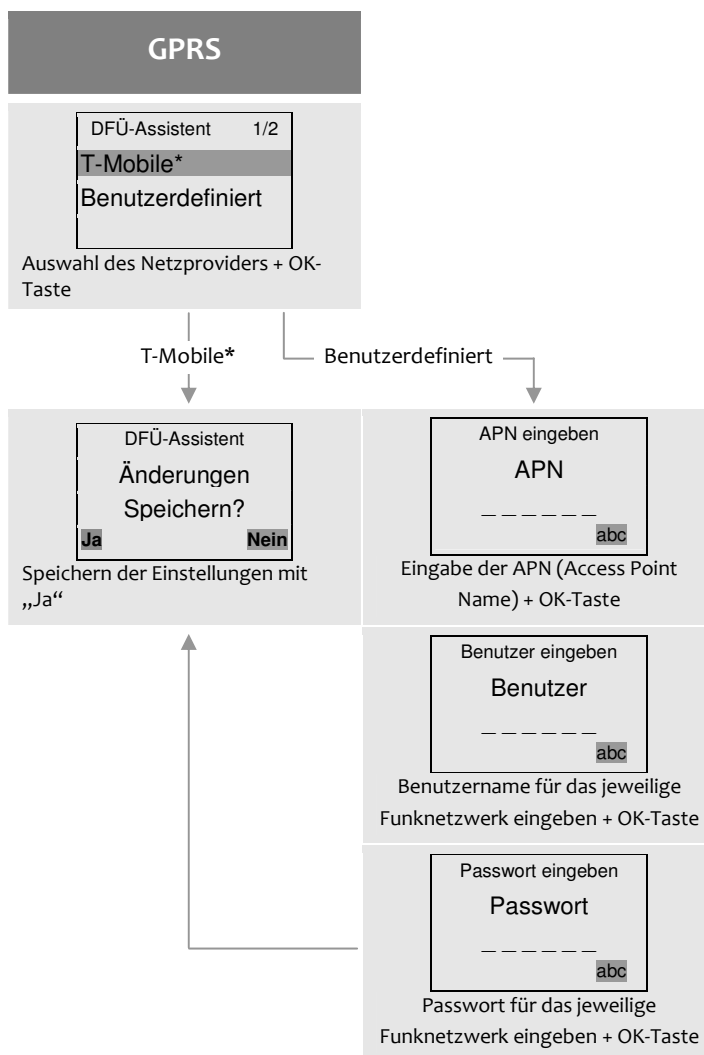 GPRS
DFÜ-Assistent 1/2
T-Mobile*
Benutzerdefiniert
Auswahl des Netzproviders + OK-
Taste
T-Mobile*
Benutzerdefiniert
DFÜ-Assistent
Änderungen
Speichern?
Ja Nein
Speichern der Einstellungen mit
„Ja“
APN eingeben
APN
_ _ _ _ _ _
abc
Eingabe der APN (Access Point
Name) + OK-Taste
Benutzer eingeben
Benutzer
_ _ _ _ _ _
abc
Benutzername für das jeweilige
Funknetzwerk eingeben + OK-Taste
Passwort eingeben
Passwort
_ _ _ _ _ _
abc
Passwort für das jeweilige
Funknetzwerk eingeben + OK-Taste